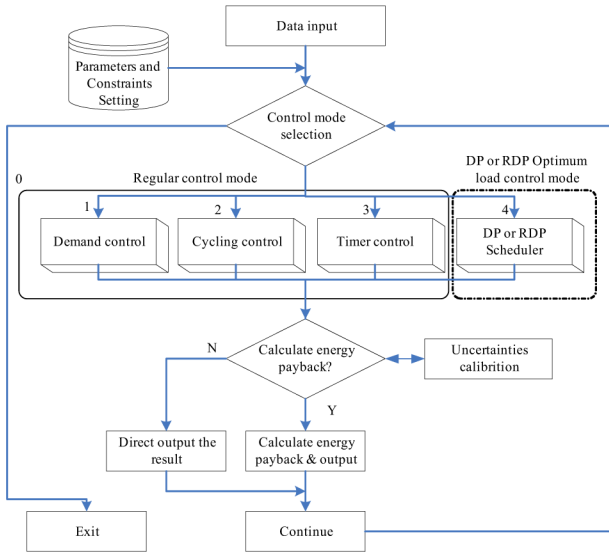 Data input
Parameters and
Constraints
Setting
Control mode
selection
0
Regular control mode
DP or RDP Optimum
load control mode
1
2
3
4
Demand control
Cycling control
Timer control
DP or RDP
Scheduler
N
Calculate energy
payback?
Uncertainties
calibrition
Y
Direct output the
result
Calculate energy
payback & output
Exit
Continue